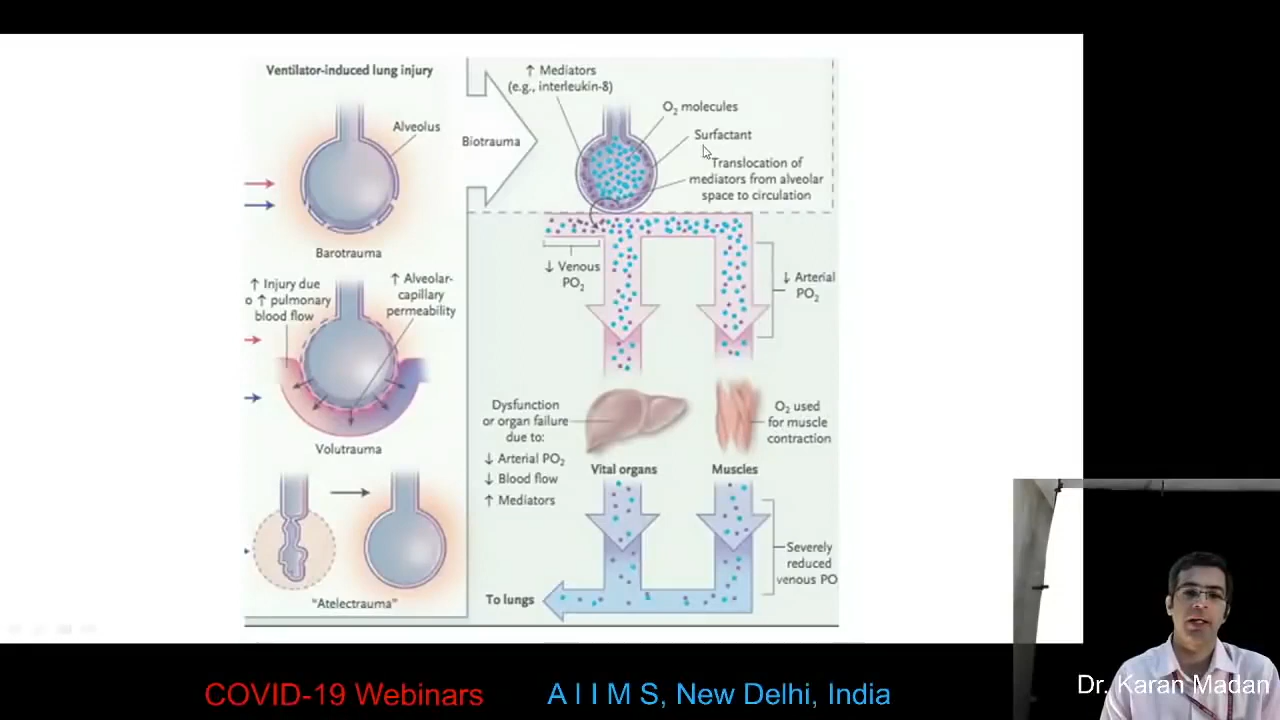 Ventilator-induced lung injury
Alveolus
Barotrauma
↑ Injury due
o ↑ pulmonary
blood flow
↑ Alveolar-
capillary
permeability
Volutrauma
"Atelectrauma"
Biotrauma
↑ Mediators
(e.g., interleukin-8)
O₂ molecules
Surfactant
Translocation of
mediators from alveolar
space to circulation
↓ Venous
PO₂
↓ Arterial
PO₂
Dysfunction
or organ failure
due to:
↓ Arterial PO₂
↓ Blood flow
↑ Mediators
O₂ used
for muscle
contraction
Vital organs
Muscles
Severely
reduced
venous PO
To lungs
COVID-19 Webinars
A I I M S, New Delhi, India
Dr. Karan Madan